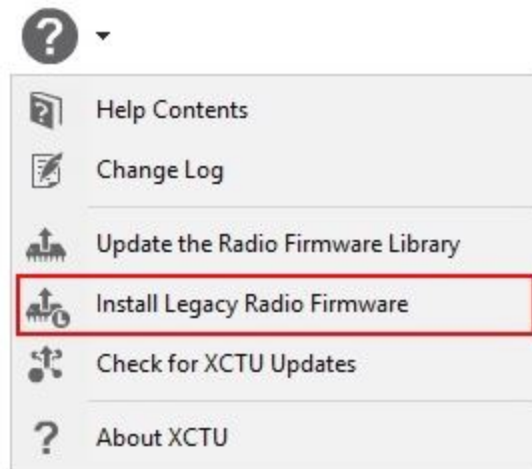 Help Contents
Change Log
Update the Radio Firmware Library
Install Legacy Radio Firmware
Check for XCTU Updates
About XCTU